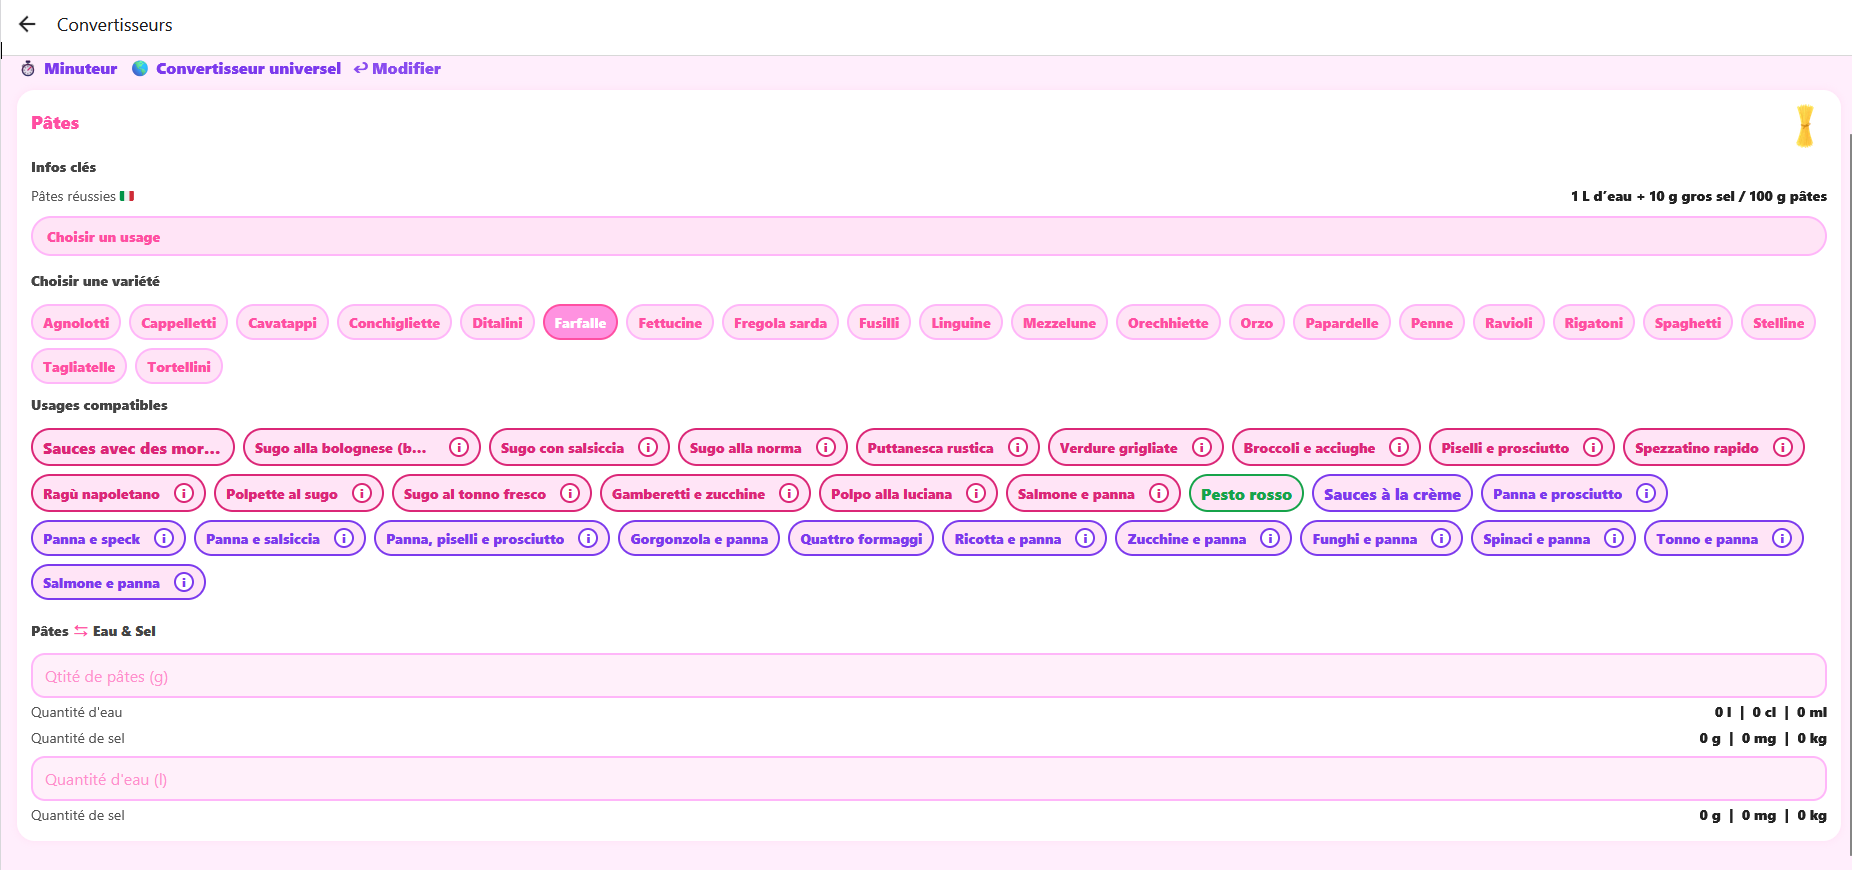 Convertisseurs
Minuteur Convertisseur universel Modifier
Pâtes
Infos clés
Pâtes réussies 1 L d’eau + 10 g gros sel / 100 g pâtes
Choisir un usage
Choisir une variété
Agnolotti Cappelletti Cavatappi Conchigliette Ditalini Farfalle Fettucine Fregola sarda Fusilli Linguine Mezzelune Orechhiette Orzo Papardelle Penne Ravioli Rigatoni Spaghetti Stelline
Tagliatelle Tortellini
Usages compatibles
Sauces avec des mor... Sugo alla bolognese (b... Sugo con salsiccia Sugo alla norma Puttanesca rustica Verdure grigliate Broccoli e acciughe Piselli e prosciutto Spezzatino rapido
Ragù napoletano Polpette al sugo Sugo al tonno fresco Gamberetti e zucchine Polpo alla luciana Salmone e panna Pesto rosso Sauces à la crème Panna e prosciutto
Panna e speck Panna e salsiccia Panna, piselli e prosciutto Gorgonzola e panna Quattro formaggi Ricotta e panna Zucchine e panna Funghi e panna Spinaci e panna Tonno e panna
Salmone e panna
Pâtes ⇆ Eau & Sel
Qtité de pâtes (g)
Quantité d'eau 0 l | 0 cl | 0 ml
Quantité de sel 0 g | 0 mg | 0 kg
Quantité d'eau (l)
Quantité de sel 0 g | 0 mg | 0 kg